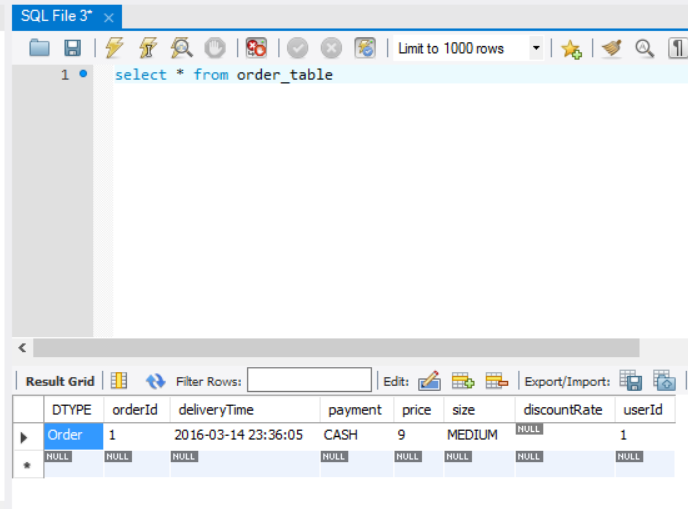 SQL File 3*
Limit to 1000 rows
1 select * from order_table
Result Grid Filter Rows: Edit: Export/Import:
DTYPE orderId deliveryTime payment price size discountRate userId
Order 1 2016-03-14 23:36:05 CASH 9 MEDIUM NULL 1
NULL NULL NULL NULL NULL NULL NULL NULL